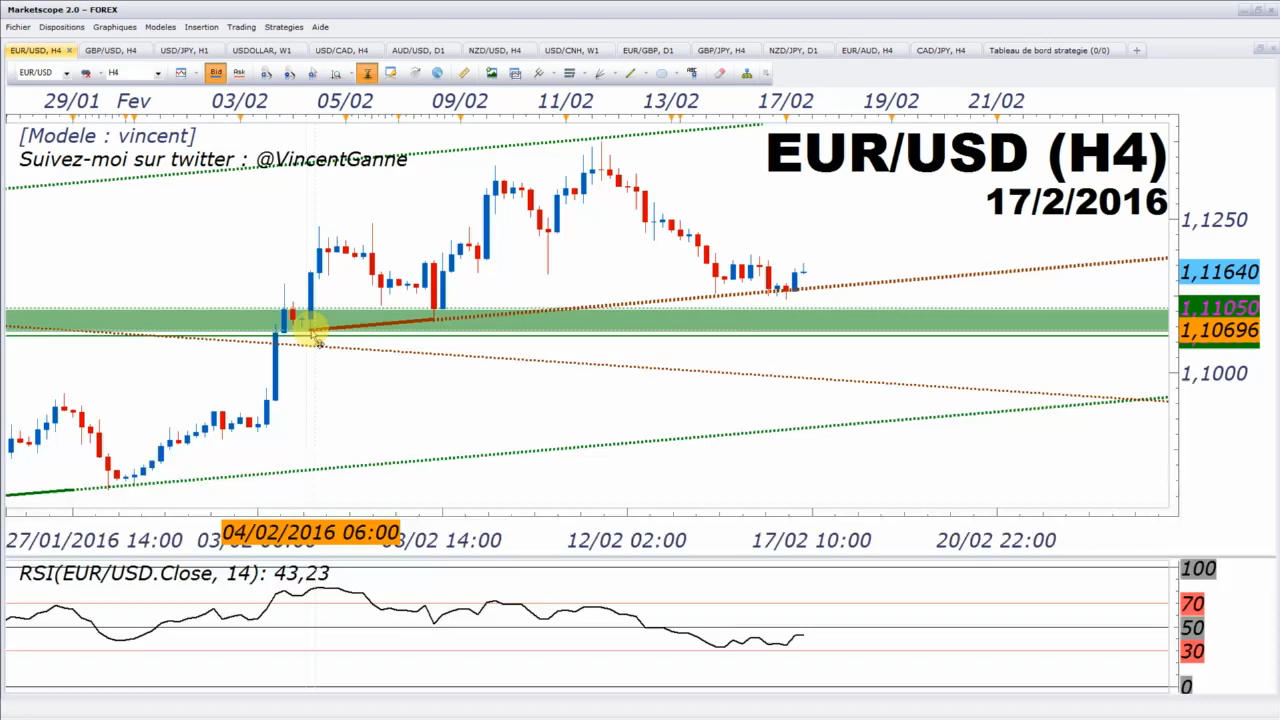 Marketscope 2.0 – FOREX
Fichier Dispositions Graphiques Modeles Insertion Trading Strategies Aide
EUR/USD, H4 GBP/USD, H4 USD/JPY, H1 USDOLLAR, W1 USD/CAD, H4 AUD/USD, D1 NZD/USD, H4 USD/CNH, W1 EUR/GBP, D1 GBP/JPY, H4 NZD/JPY, D1 EUR/AUD, H4 CAD/JPY, H4 Tableau de bord strategie (0/0)
EUR/USD H4 Bid Ask
29/01 Fev 03/02 05/02 09/02 11/02 13/02 17/02 19/02 21/02
[Modele : vincent]
Suivez-moi sur twitter : @VincentGanne
EUR/USD (H4)
17/2/2016
1,1250
1,11640
1,11050
1,10696
1,1000
27/01/2016 14:00 04/02/2016 06:00 02 14:00 12/02 02:00 17/02 10:00 20/02 22:00
RSI(EUR/USD.Close, 14): 43,23
100
70
50
30
0